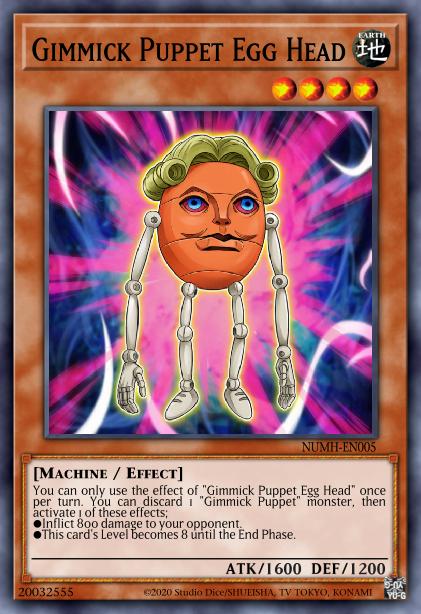 Gimmick Puppet Egg Head
EARTH
地
NUMH-EN005
[Machine / Effect]
You can only use the effect of "Gimmick Puppet Egg Head" once
per turn. You can discard 1 "Gimmick Puppet" monster, then
activate 1 of these effects;
●Inflict 800 damage to your opponent.
●This card's Level becomes 8 until the End Phase.
ATK/1600 DEF/1200
20032555
©2020 Studio Dice/SHUEISHA, TV TOKYO, KONAMI